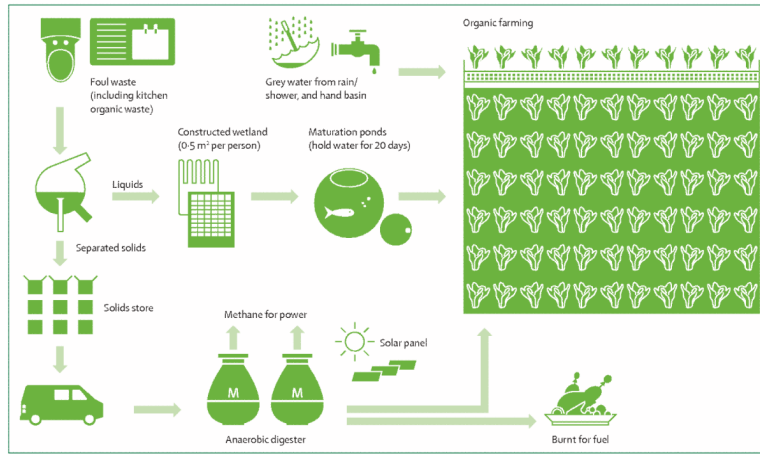 Organic farming
Foul waste
(including kitchen
organic waste)
Grey water from rain/
shower, and hand basin
Constructed wetland
(0·5 m² per person)
Maturation ponds
(hold water for 20 days)
Liquids
Separated solids
Solids store
Methane for power
Solar panel
M
M
Anaerobic digester
Burnt for fuel